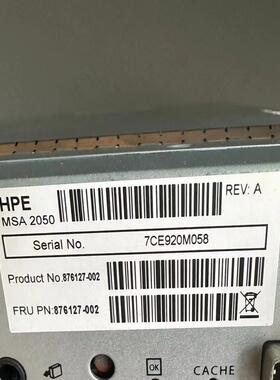 HPE
MSA 2050
REV: A
Serial No. 7CE920M058
Product No.876127-002
FRU PN:876127-002
OK
CACHE